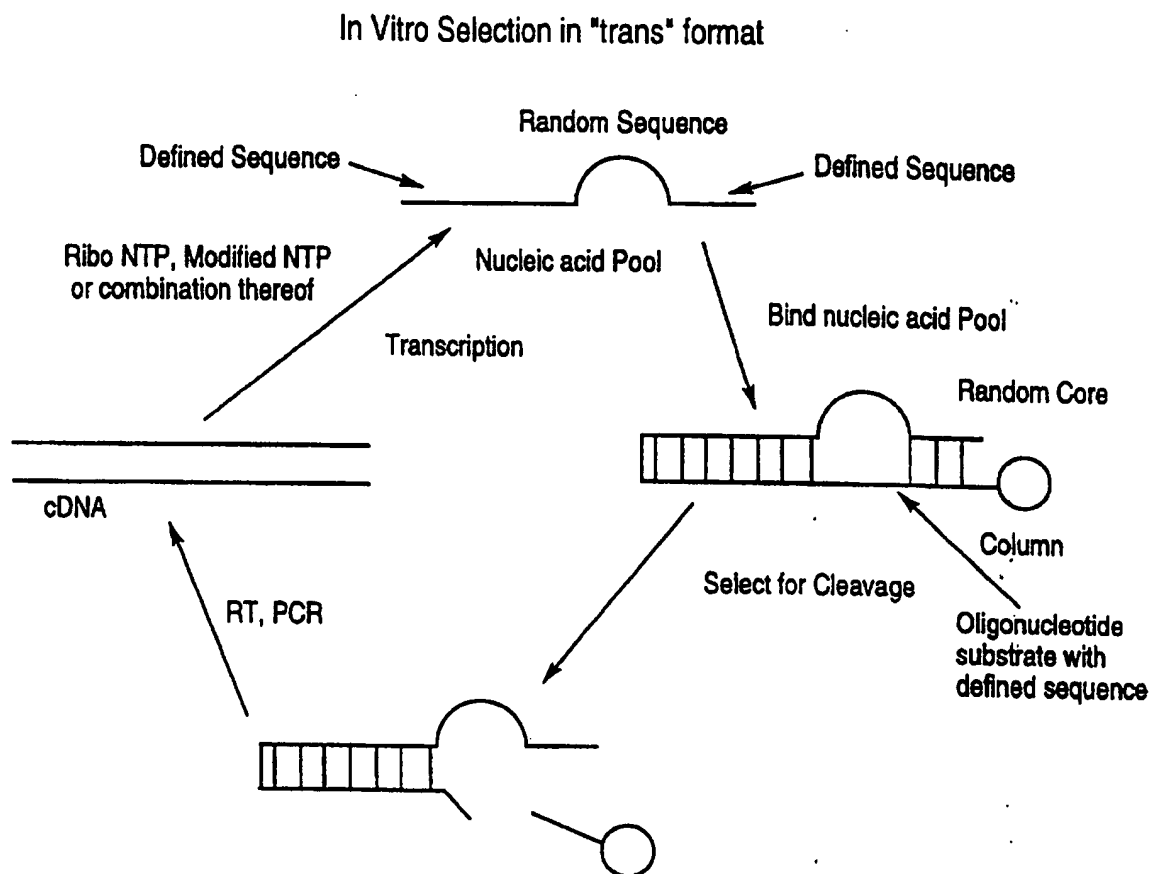 In Vitro Selection in "trans" format
Random Sequence
Defined Sequence
Defined Sequence
Ribo NTP, Modified NTP
or combination thereof
Nucleic acid Pool
Bind nucleic acid Pool
Transcription
Random Core
cDNA
Column
Select for Cleavage
RT, PCR
Oligonucleotide
substrate with
defined sequence